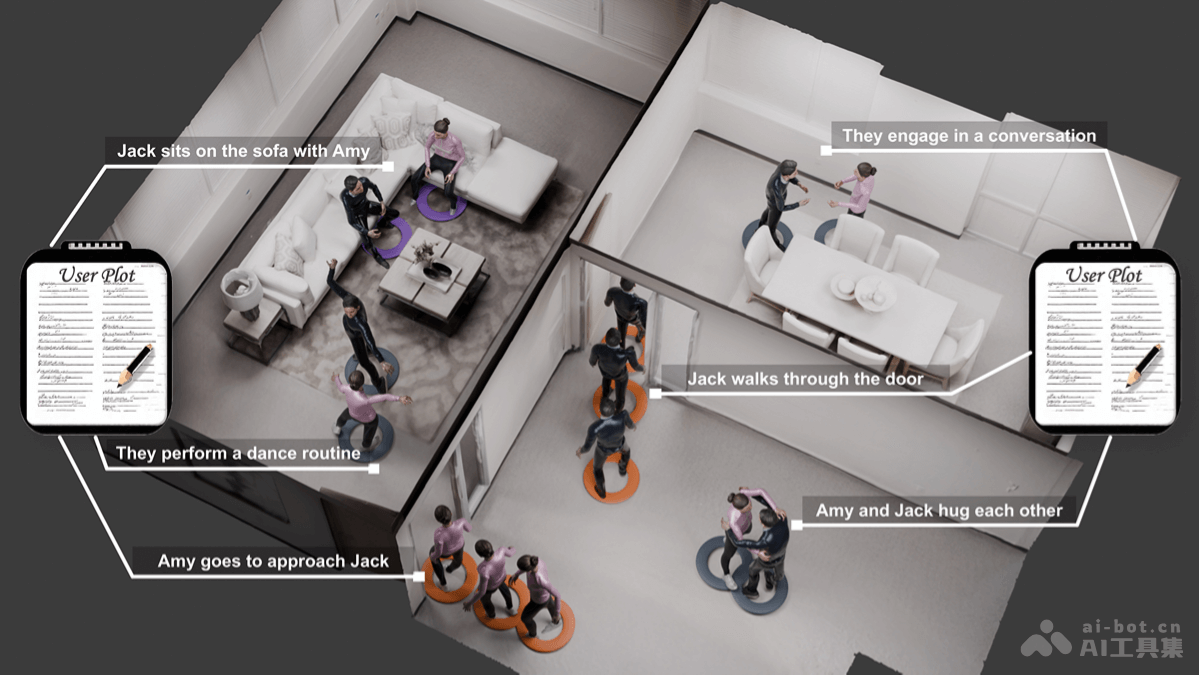 They engage in a conversation
Jack sits on the sofa with Amy
User Plot
User Plot
Jack walks through the door
They perform a dance routine
Amy and Jack hug each other
Amy goes to approach Jack
ai-bot.cn
AI工具集